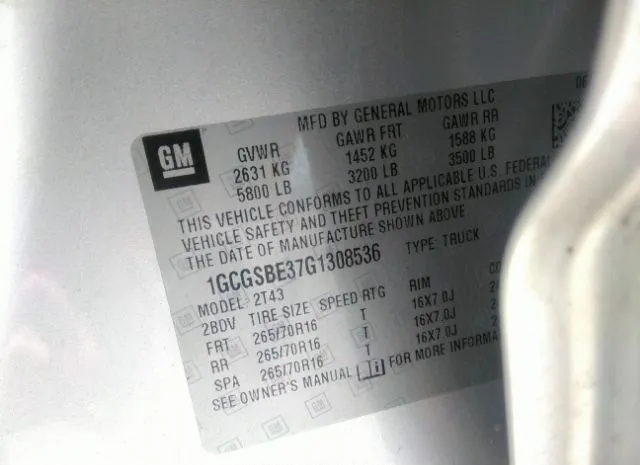 MFD BY GENERAL MOTORS LLC
06
GM
GVWR GAWR FRT GAWR RR
2631 KG 1452 KG 1588 KG
5800 LB 3200 LB 3500 LB
THIS VEHICLE CONFORMS TO ALL APPLICABLE U.S. FEDERAL
VEHICLE SAFETY AND THEFT PREVENTION STANDARDS IN
THE DATE OF MANUFACTURE SHOWN ABOVE
1GCGSBE37G1308536 TYPE: TRUCK
MODEL: 2T43
2BDV TIRE SIZE SPEED RTG RIM
FRT 265/70R16 T 16X7.0J
RR 265/70R16 T 16X7.0J
SPA 265/70R16 T 16X7.0J
SEE OWNER'S MANUAL FOR MORE